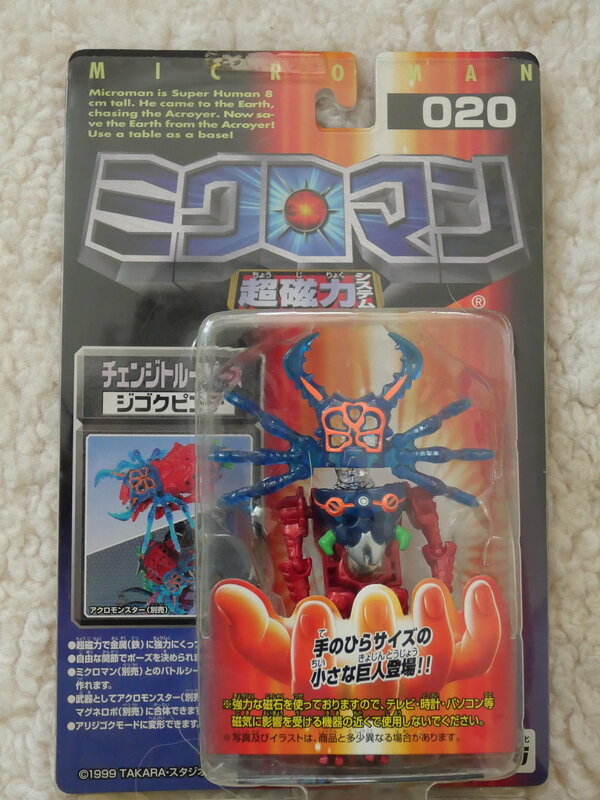 MICROMAN
Microman is Super Human 8
cm tall. He came to the Earth,
chasing the Acroyer. Now sa-
ve the Earth from the Acroyer!
Use a table as a base!
020
ミクロマン
ちょう じ りょく
超磁力システム
®
チェンジトルーパーズ
ジゴクピ
アクロモンスター(別売)
●超磁力で金属(鉄)に強力にくっ
●自由な関節でポーズを決められま
●ミクロマン(別売)とのバトルシー
作れます。
●武器としてアクロモンスター(別売)
マグネロボ(別売)に合体できます
●アリジゴクモードに変形できます。
©1999 TAKARA・スタジオ
て
手のひらサイズの
ちい きょじんとうじょう
小さな巨人登場!!
※強力な磁石を使っておりますので、テレビ・時計・パソコン等
磁気に影響を受ける機器の近くで使用しないでください。
※写真及びイラストは、商品と多少異なる場合があります。